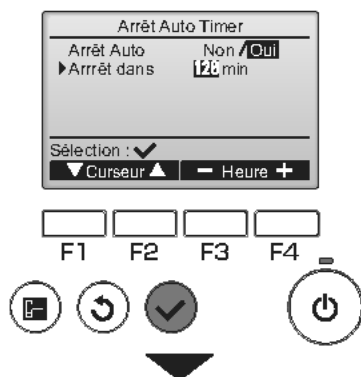 Arrêt Auto Timer
Arrêt Auto Non / Oui
▶Arrrêt dans 120 min
Sélection : ✔
▼ Curseur ▲ − Heure +
F1 F2 F3 F4